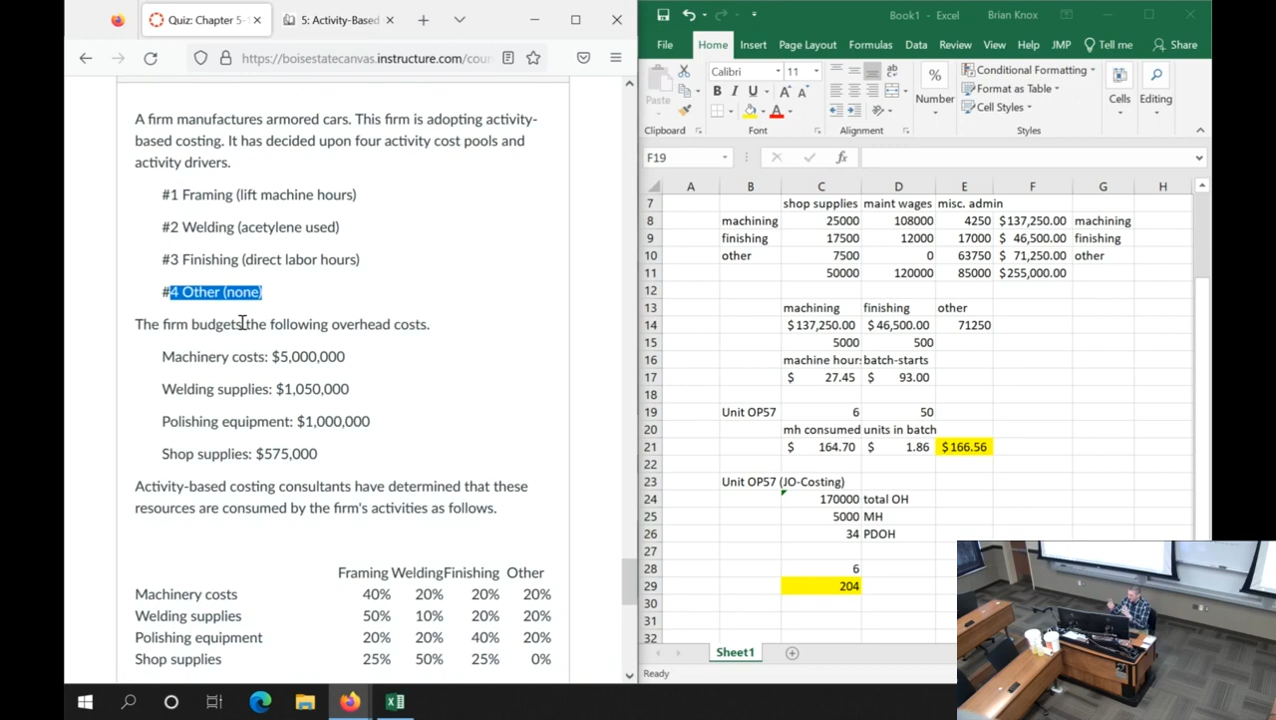 Quiz: Chapter 5-
5: Activity-Based
https://boisestatecanvas.instructure.com/cour
A firm manufactures armored cars. This firm is adopting activity-
based costing. It has decided upon four activity cost pools and
activity drivers.
#1 Framing (lift machine hours)
#2 Welding (acetylene used)
#3 Finishing (direct labor hours)
#4 Other (none)
The firm budgets the following overhead costs.
Machinery costs: $5,000,000
Welding supplies: $1,050,000
Polishing equipment: $1,000,000
Shop supplies: $575,000
Activity-based costing consultants have determined that these
resources are consumed by the firm's activities as follows.
Framing Welding Finishing Other
Machinery costs 40% 20% 20% 20%
Welding supplies 50% 10% 20% 20%
Polishing equipment 20% 20% 40% 20%
Shop supplies 25% 50% 25% 0%
Book1 - Excel Brian Knox
File Home Insert Page Layout Formulas Data Review View Help JMP Tell me Share
Paste
Calibri 11
B I U
Number
Conditional Formatting
Format as Table
Cell Styles
Cells
Editing
Clipboard Font Alignment Styles
F19 fx
A B C D E F G H
7 shop supplies maint wages misc. admin
8 machining 25000 108000 4250 $137,250.00 machining
9 finishing 17500 12000 17000 $ 46,500.00 finishing
10 other 7500 0 63750 $ 71,250.00 other
11 50000 120000 85000 $255,000.00
12
13 machining finishing other
14 $137,250.00 $46,500.00 71250
15 5000 500
16 machine hour: batch-starts
17 $ 27.45 $ 93.00
18
19 Unit OP57 6 50
20 mh consumed units in batch
21 $ 164.70 $ 1.86 $166.56
22
23 Unit OP57 (JO-Costing)
24 170000 total OH
25 5000 MH
26 34 PDOH
27
28 6
29 204
30
31
32
Sheet1
Ready